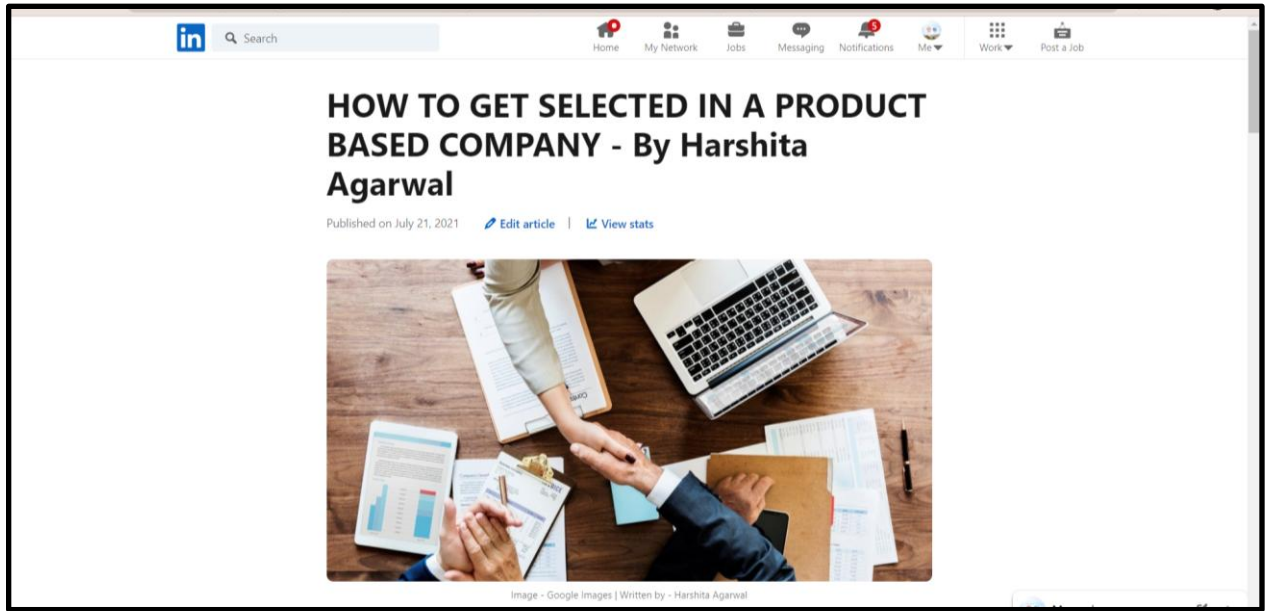 in
Search
Home
My Network
Jobs
Messaging
5
Notifications
Me
Work
Post a Job
HOW TO GET SELECTED IN A PRODUCT
BASED COMPANY - By Harshita
Agarwal
Published on July 21, 2021
Edit article
View stats
Image - Google Images | Written by - Harshita Agarwal